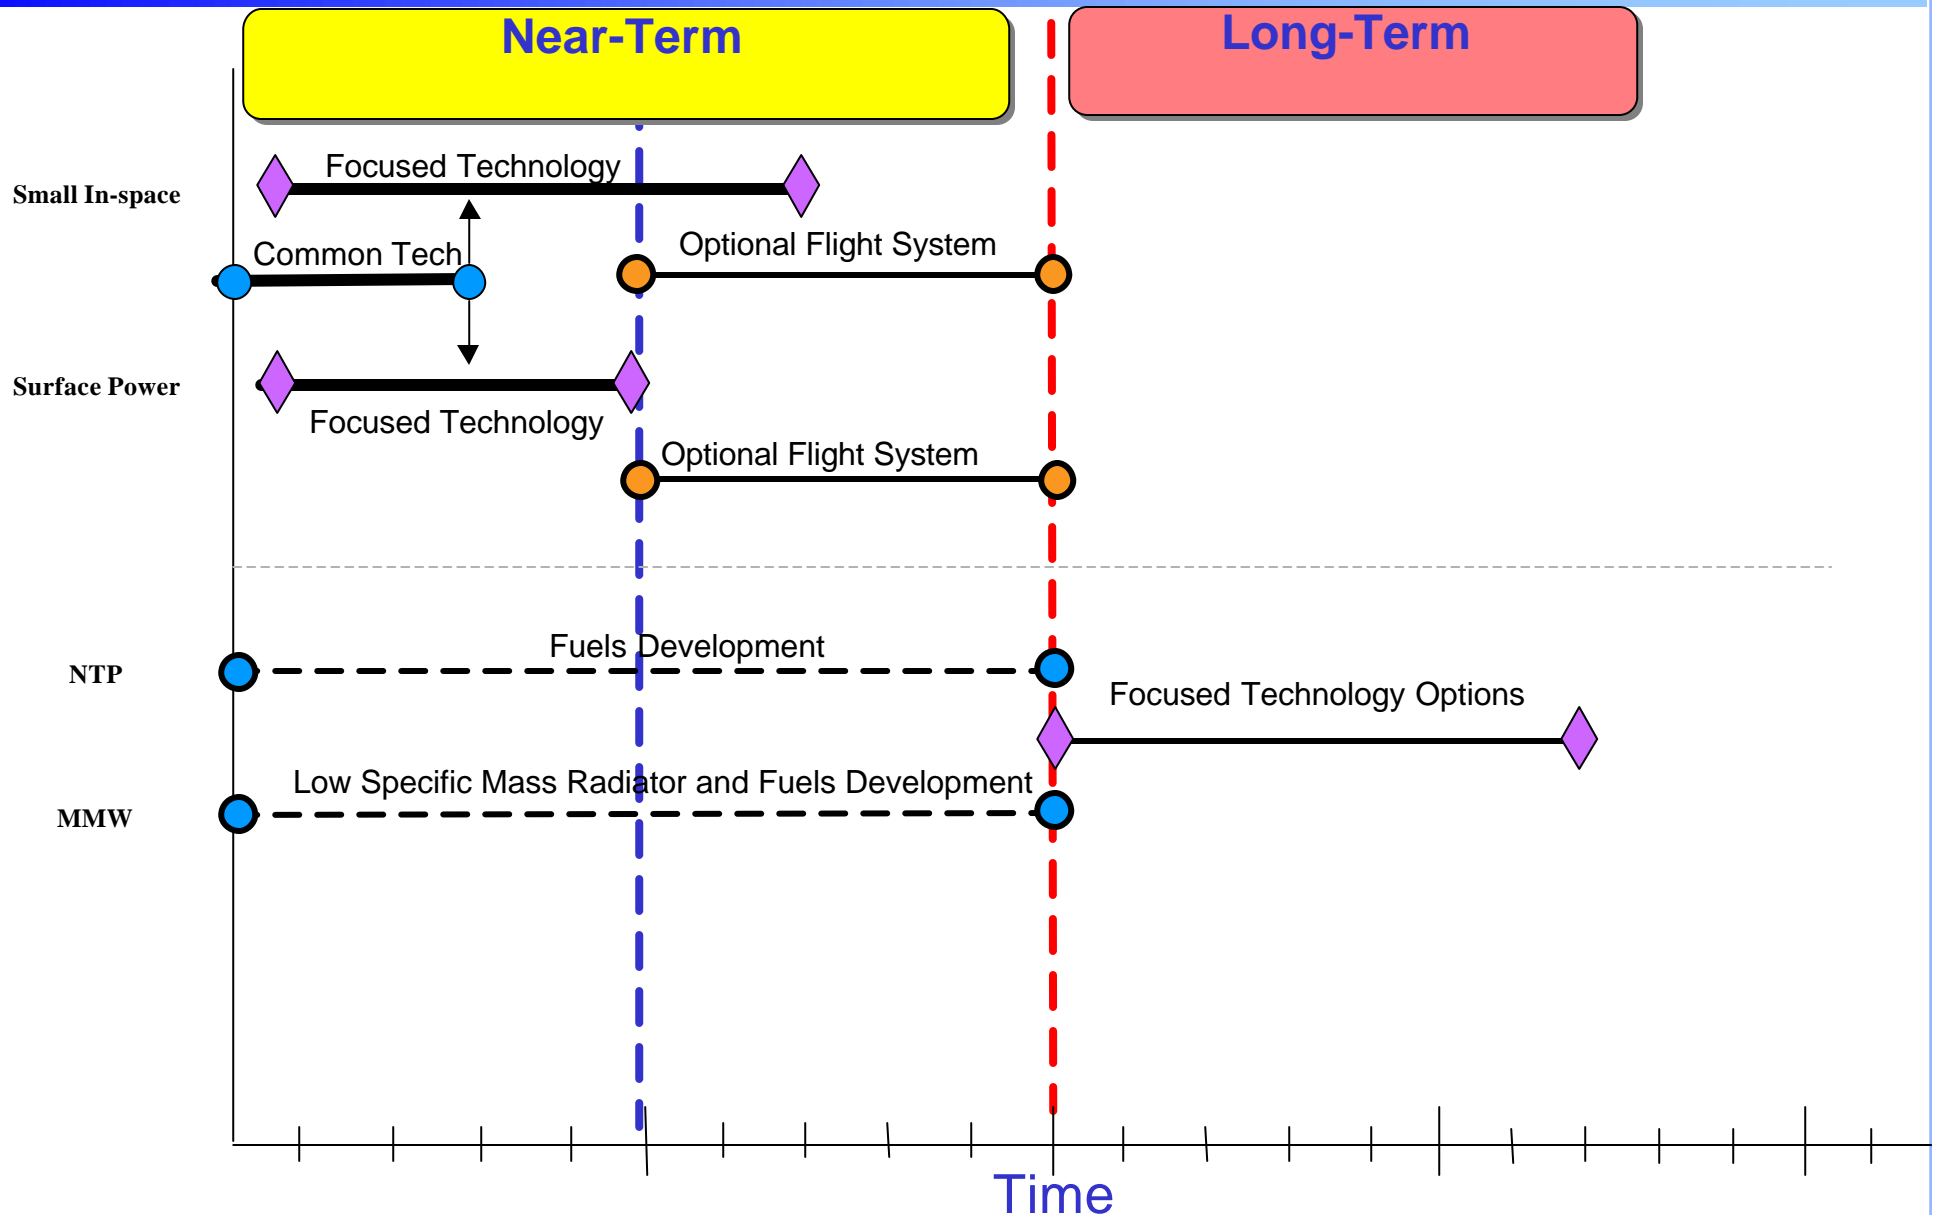 Near-Term
Long-Term
Focused Technology
Small In-space
Common Tech
Optional Flight System
Surface Power
Focused Technology
Optional Flight System
Fuels Development
NTP
Focused Technology Options
Low Specific Mass Radiator and Fuels Development
MMW
Time